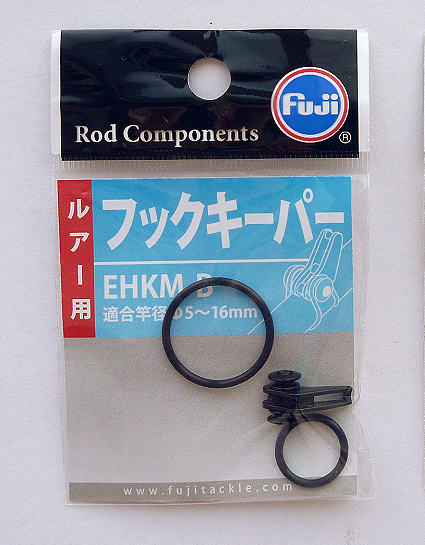 Fuji
®
Rod Components
ルアー用
フックキーパー
EHKM-B
適合竿径 5～16mm
www.fujitackle.com